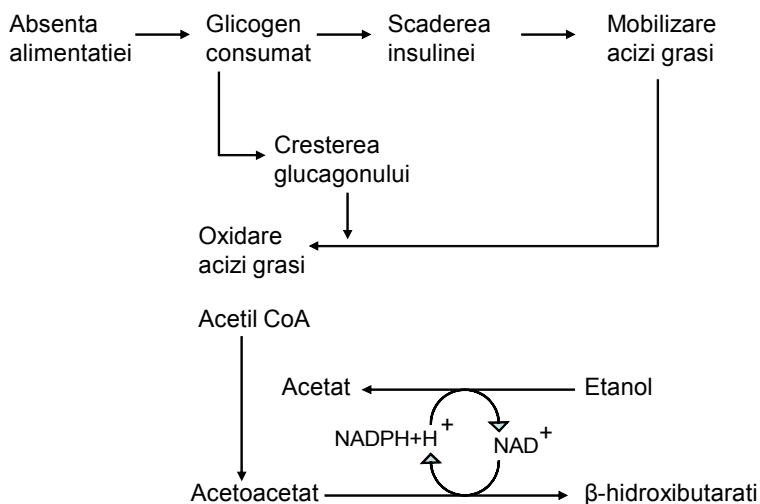 Absenta
alimentatiei
Glicogen
consumat
Scaderea
insulinei
Mobilizare
acizi grasi
Cresterea
glucagonului
Oxidare
acizi grasi
Acetil CoA
Acetat
Etanol
NADPH+H+
NAD+
Acetoacetat
β-hidroxibutarati